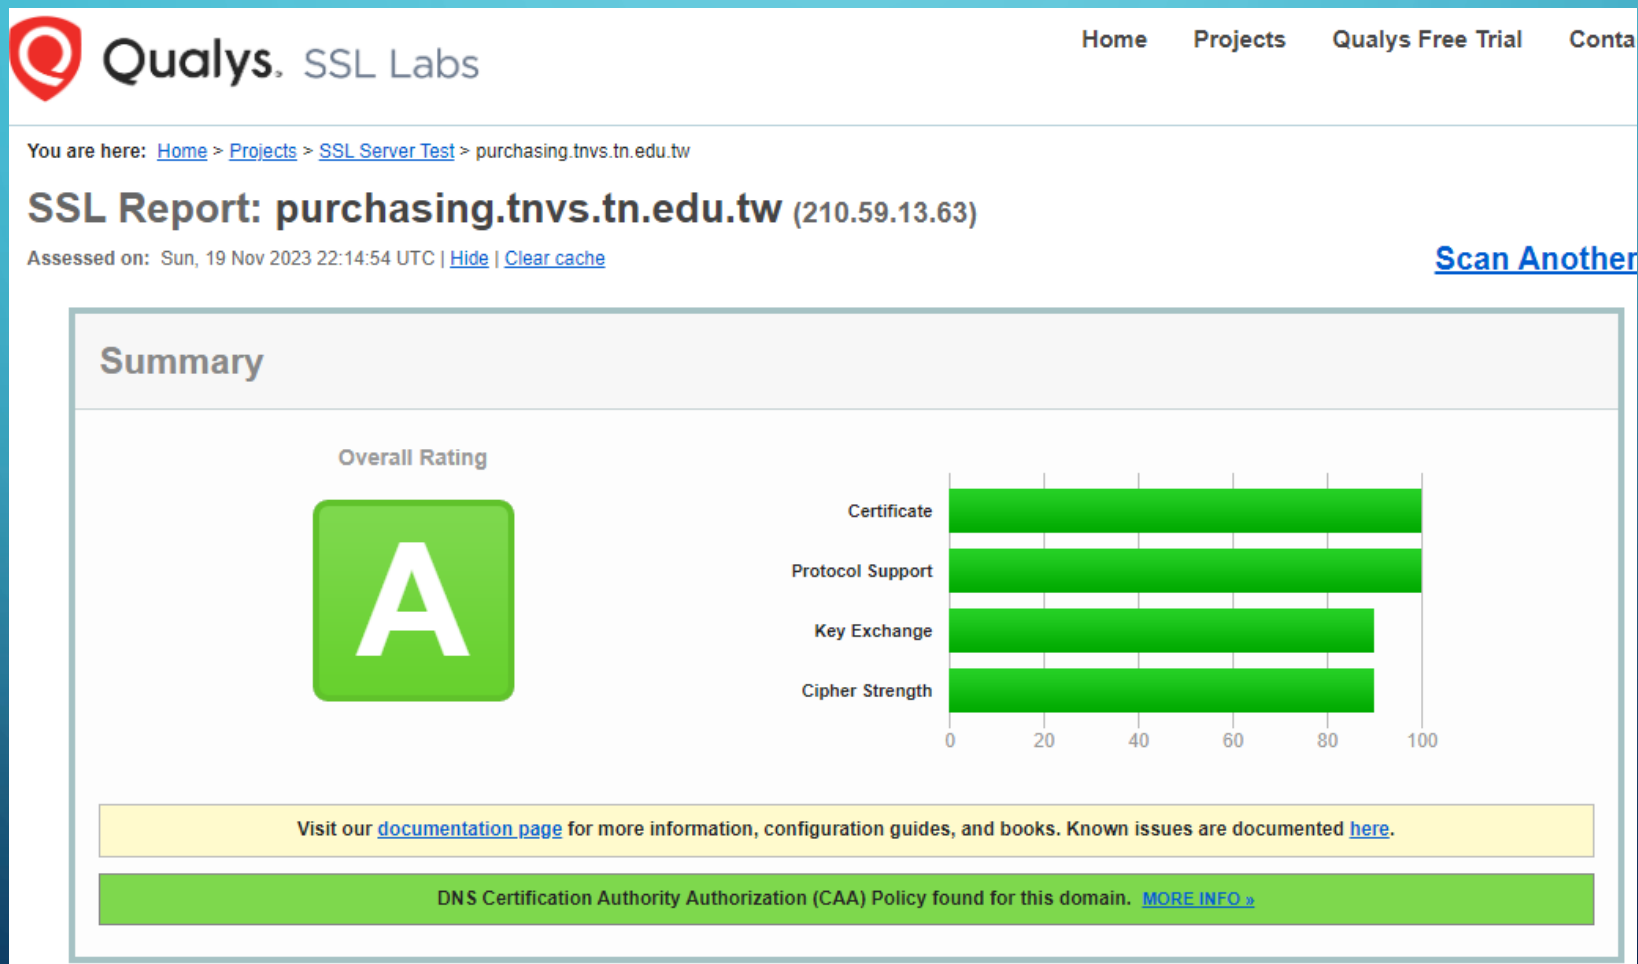 Qualys. SSL Labs
Home Projects Qualys Free Trial Conta
You are here: Home > Projects > SSL Server Test > purchasing.tnvs.tn.edu.tw
SSL Report: purchasing.tnvs.tn.edu.tw (210.59.13.63)
Assessed on: Sun, 19 Nov 2023 22:14:54 UTC | Hide | Clear cache
Scan Another
Summary
Overall Rating
A
Certificate
Protocol Support
Key Exchange
Cipher Strength
0 20 40 60 80 100
Visit our documentation page for more information, configuration guides, and books. Known issues are documented here.
DNS Certification Authority Authorization (CAA) Policy found for this domain. MORE INFO »